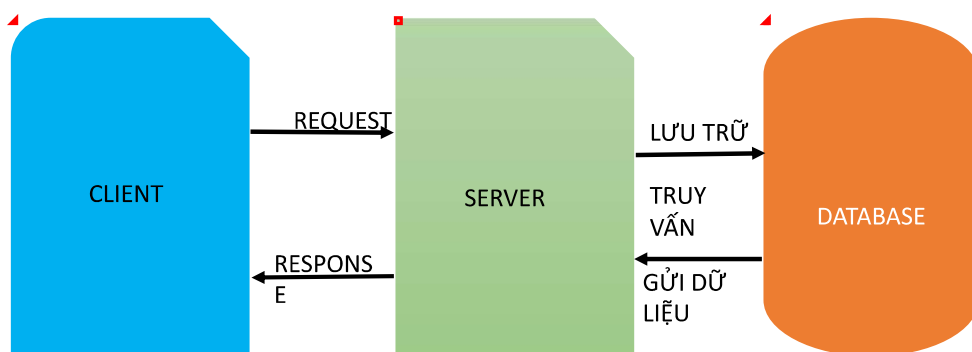 CLIENT
REQUEST
RESPONS
E
SERVER
LƯU TRỮ
TRUY
VẤN
GỬI DỮ
LIỆU
DATABASE